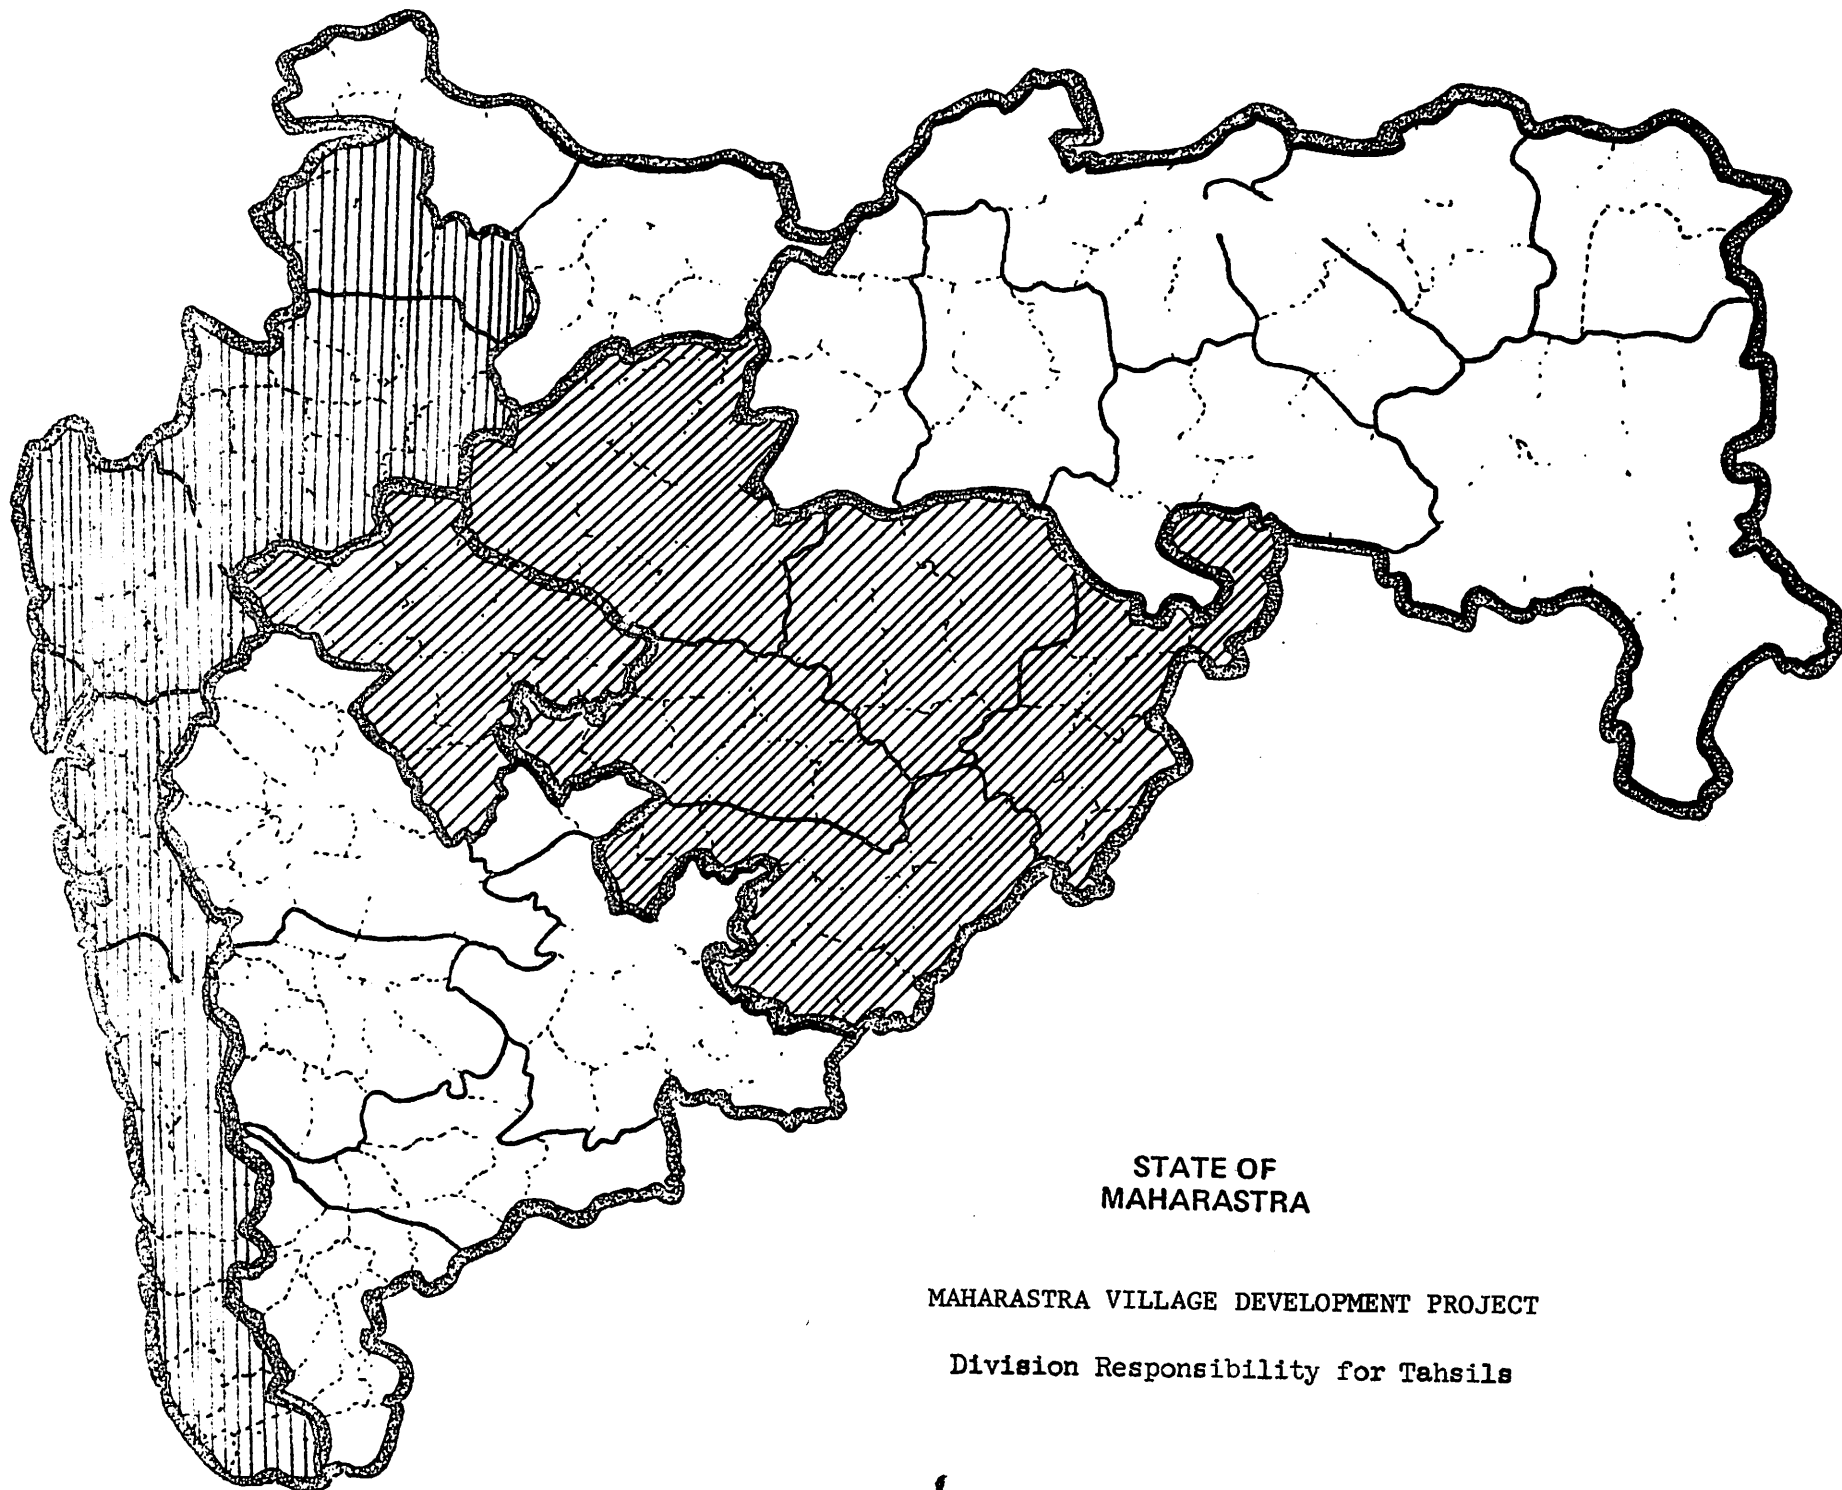 STATE OF
MAHARASTRA
MAHARASTRA VILLAGE DEVELOPMENT PROJECT
Division Responsibility for Tahsils